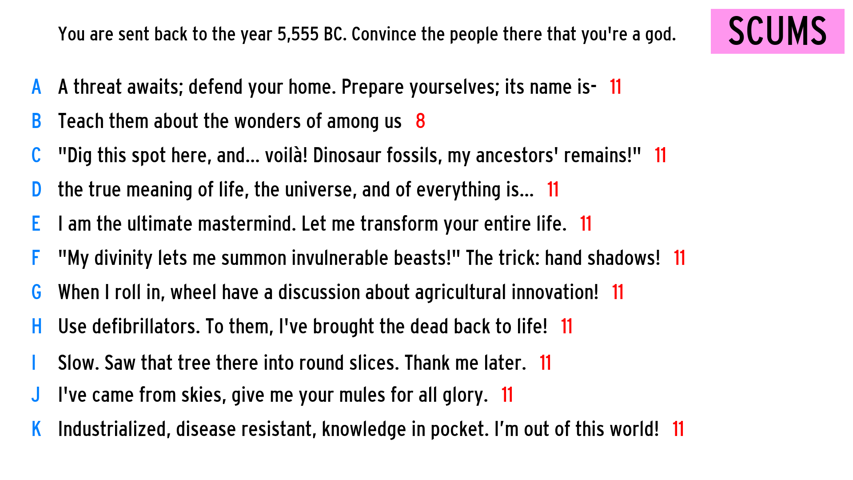 You are sent back to the year 5,555 BC. Convince the people there that you're a god.
SCUMS
A A threat awaits; defend your home. Prepare yourselves; its name is- 11
B Teach them about the wonders of among us 8
C "Dig this spot here, and... voilà! Dinosaur fossils, my ancestors' remains!" 11
D the true meaning of life, the universe, and of everything is... 11
E I am the ultimate mastermind. Let me transform your entire life. 11
F "My divinity lets me summon invulnerable beasts!" The trick: hand shadows! 11
G When I roll in, wheel have a discussion about agricultural innovation! 11
H Use defibrillators. To them, I've brought the dead back to life! 11
I Slow. Saw that tree there into round slices. Thank me later. 11
J I've came from skies, give me your mules for all glory. 11
K Industrialized, disease resistant, knowledge in pocket. I’m out of this world! 11